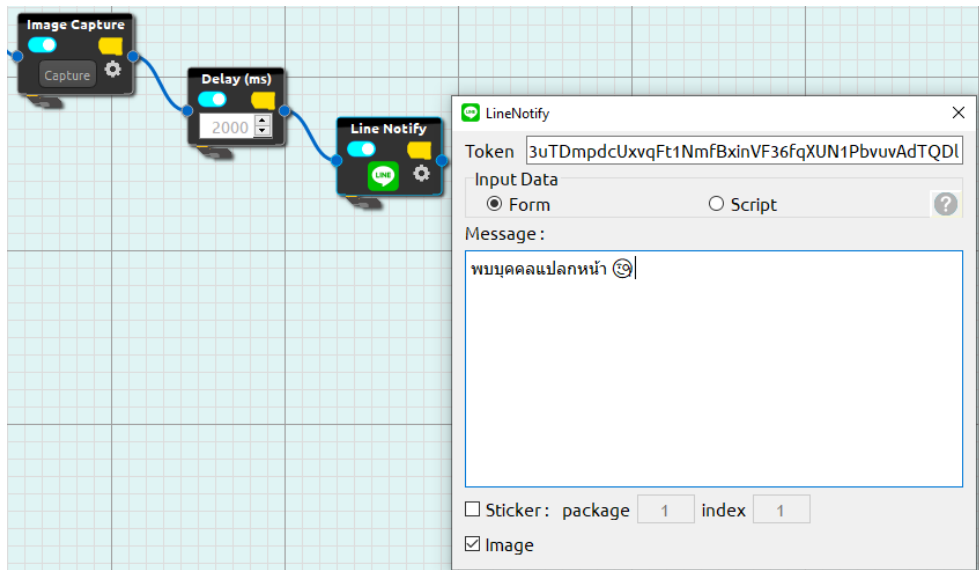 Image Capture
Capture
Delay (ms)
2000
Line Notify
LINE
LineNotify
Token 3uTDmpdcUxvqFt1NmfBxinVF36fqXUN1PbvuvAdTQDl
Input Data
Form Script ?
Message :
พบบุคคลแปลกหน้า
Sticker : package 1 index 1
Image